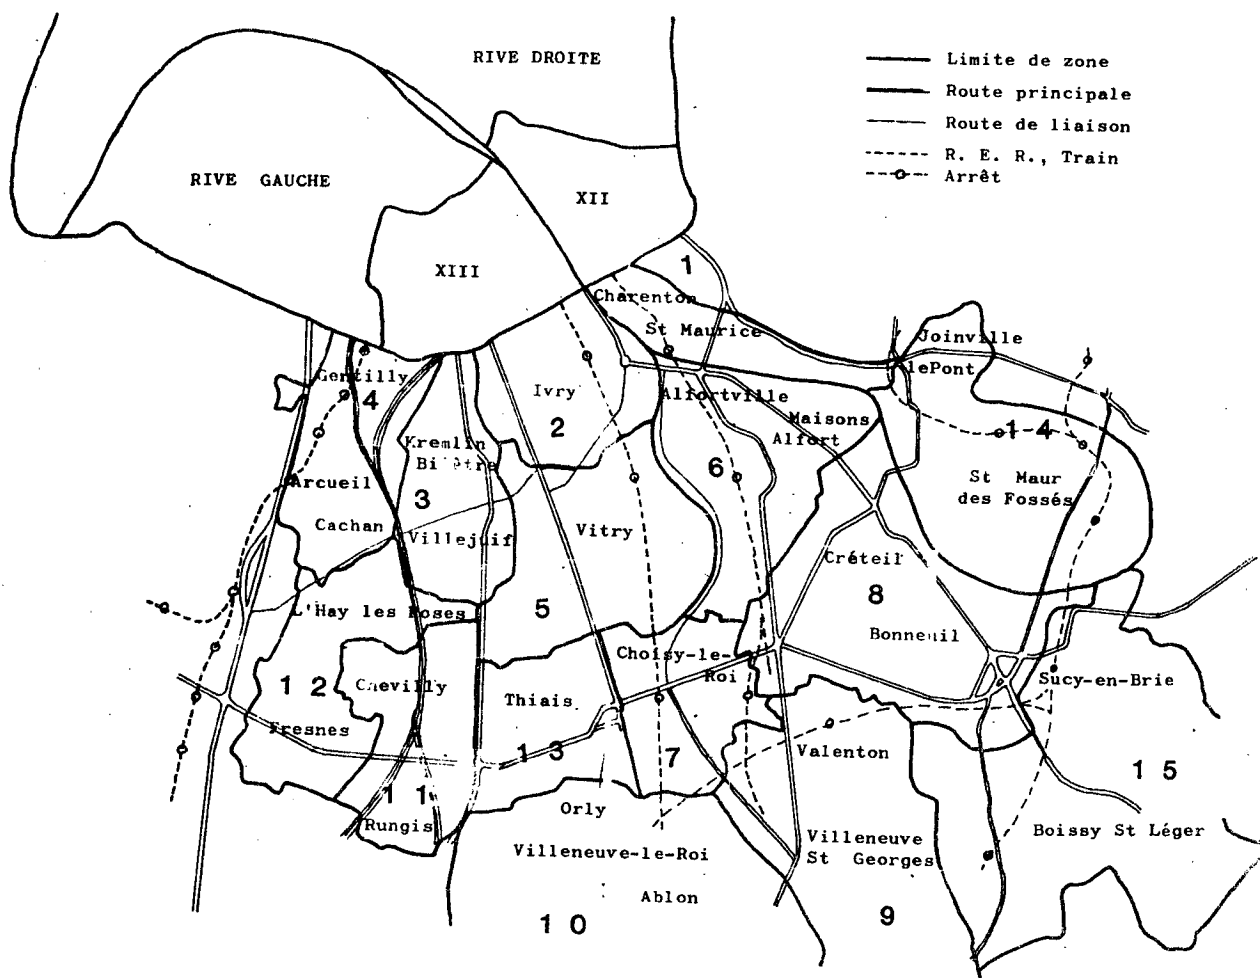 RIVE DROITE
Limite de zone
Route principale
Route de liaison
R. E. R., Train
Arrêt
RIVE GAUCHE
XII
XIII
1
Charenton
St Maurice
Joinville
lePont
Gentilly
4
Ivry
2
Alfortville
Maisons
Alfort
1 4
Kremlin
3
6
St Maur
des Fossés
Arcueil
Cachan
Villejuif
Vitry
Créteil
8
Bonneuil
L'Hay les Roses
5
Choisy-le-
Roi
1 2
Chevilly
Thiais
Sucy-en-Brie
Fresnes
1 3
7
Valenton
1 5
1 1
Rungis
Orly
Villeneuve-le-Roi
Ablon
1 0
Villeneuve
St Georges
9
Boissy St Léger